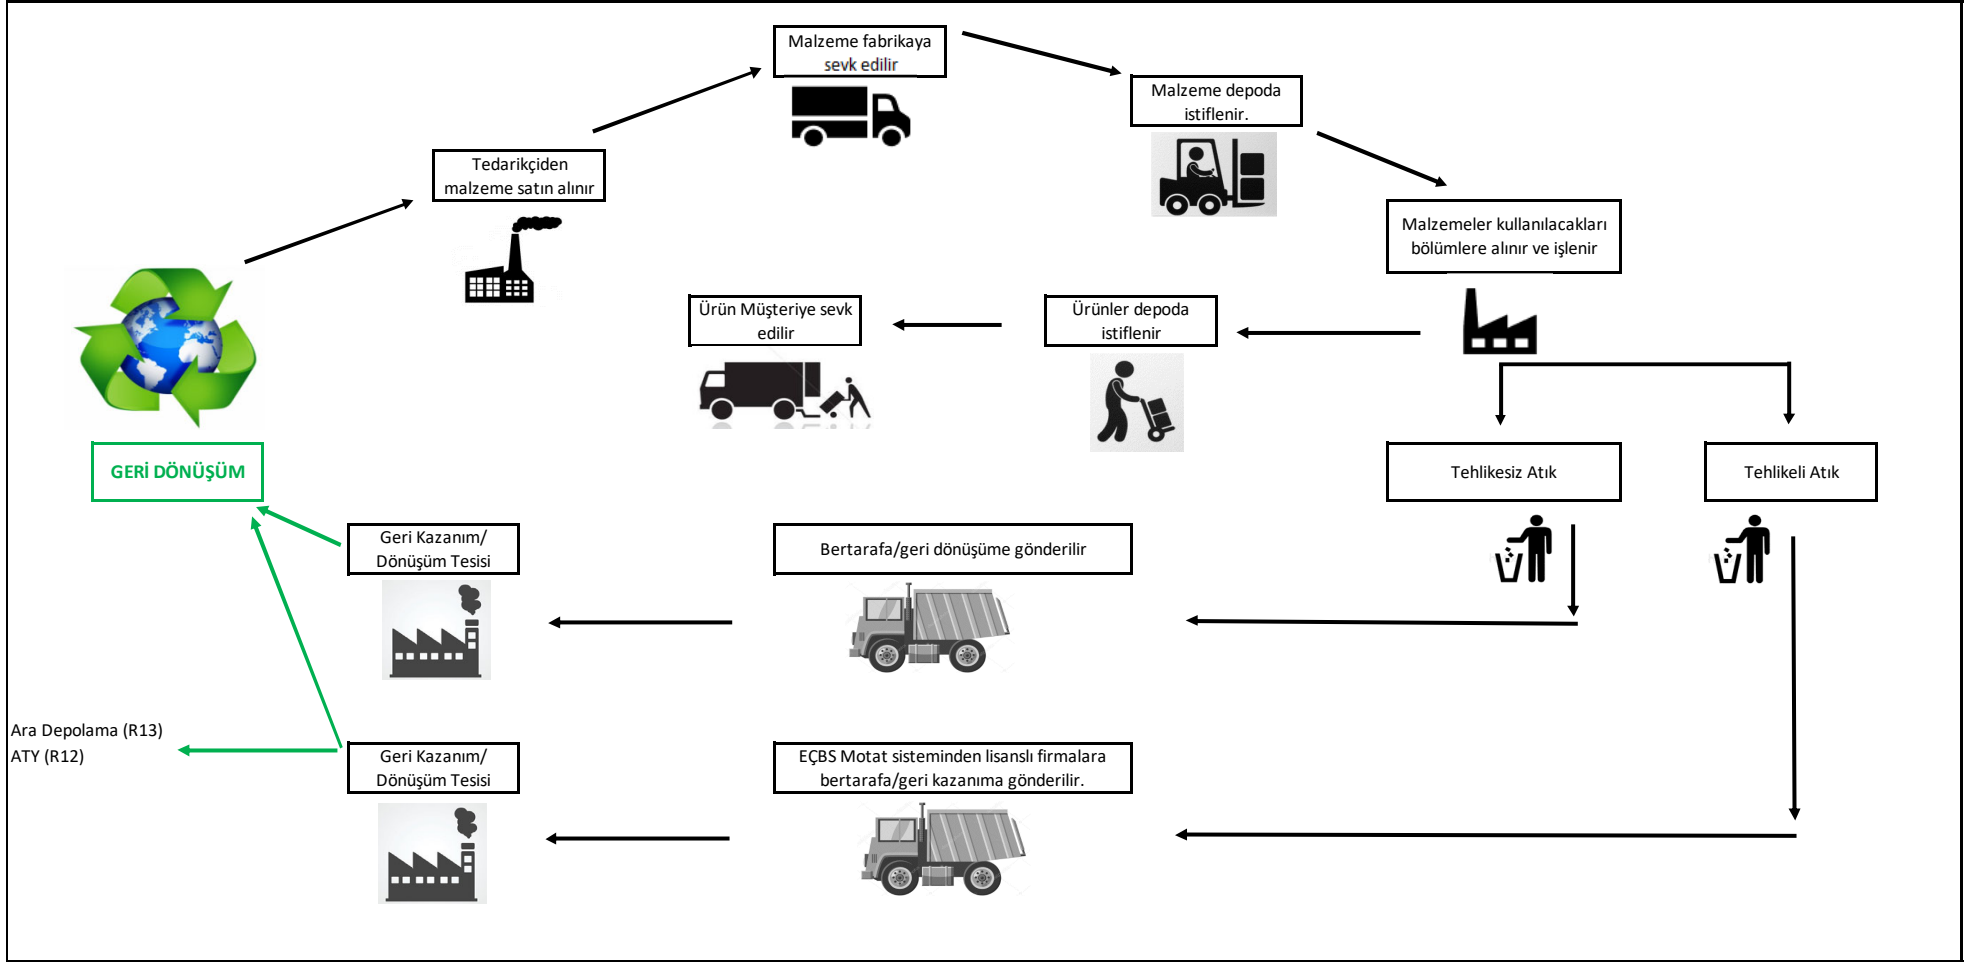 Malzeme fabrikaya
sevk edilir
Malzeme depoda
istiflenir.
Tedarikçiden
malzeme satın alınır
Malzemeler kullanılacakları
bölümlere alınır ve işlenir
Ürün Müşteriye sevk
edilir
Ürünler depoda
istiflenir
GERİ DÖNÜŞÜM
Tehlikesiz Atık
Tehlikeli Atık
Geri Kazanım/
Dönüşüm Tesisi
Bertarafa/geri dönüşüme gönderilir
Ara Depolama (R13)
ATY (R12)
Geri Kazanım/
Dönüşüm Tesisi
EÇBS Motat sisteminden lisanslı firmalara
bertarafa/geri kazanıma gönderilir.